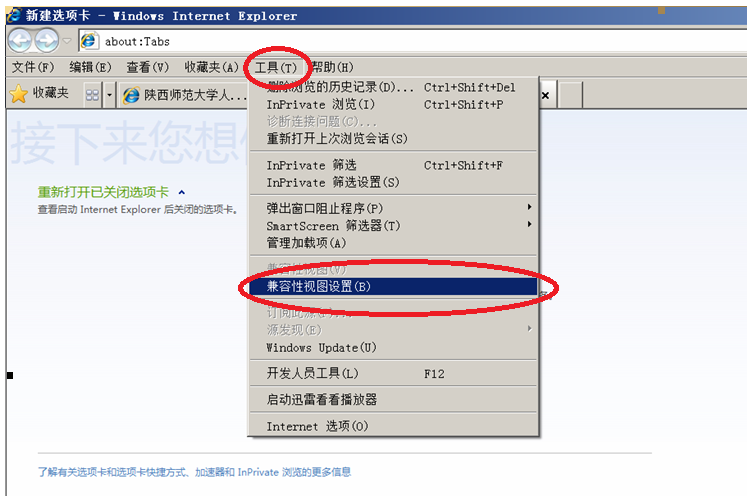 新建选项卡 - Windows Internet Explorer
about:Tabs
文件(F) 编辑(E) 查看(V) 收藏夹(A) 工具(T) 帮助(H)
收藏夹 陕西师范大学人...
删除浏览的历史记录(D)... Ctrl+Shift+Del
InPrivate 浏览(I) Ctrl+Shift+P
诊断连接问题(C)...
重新打开上次浏览会话(S)
InPrivate 筛选 Ctrl+Shift+F
InPrivate 筛选设置(S)
弹出窗口阻止程序(P)
SmartScreen 筛选器(T)
管理加载项(A)
兼容性视图(V)
兼容性视图设置(B)
订阅此源
源发现(E)
Windows Update(U)
开发人员工具(L) F12
启动迅雷看看播放器
Internet 选项(O)
接下来您想
重新打开已关闭选项卡
查看启动 Internet Explorer 后关闭的选项卡。
了解有关选项卡和选项卡快捷方式、加速器和 InPrivate 浏览的更多信息